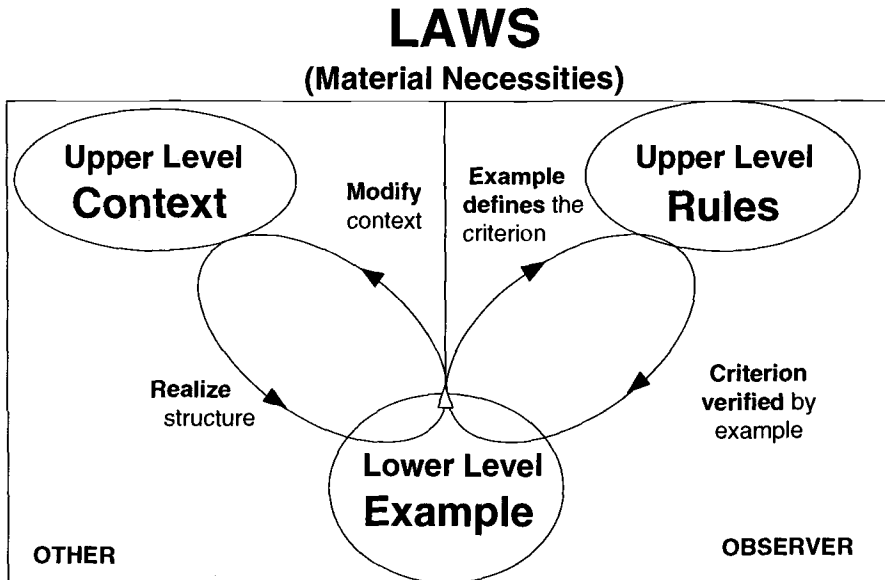 LAWS
(Material Necessities)
Upper Level
Context
Modify
context
Example
defines the
criterion
Upper Level
Rules
Realize
structure
Criterion
verified by
example
Lower Level
Example
OTHER
OBSERVER